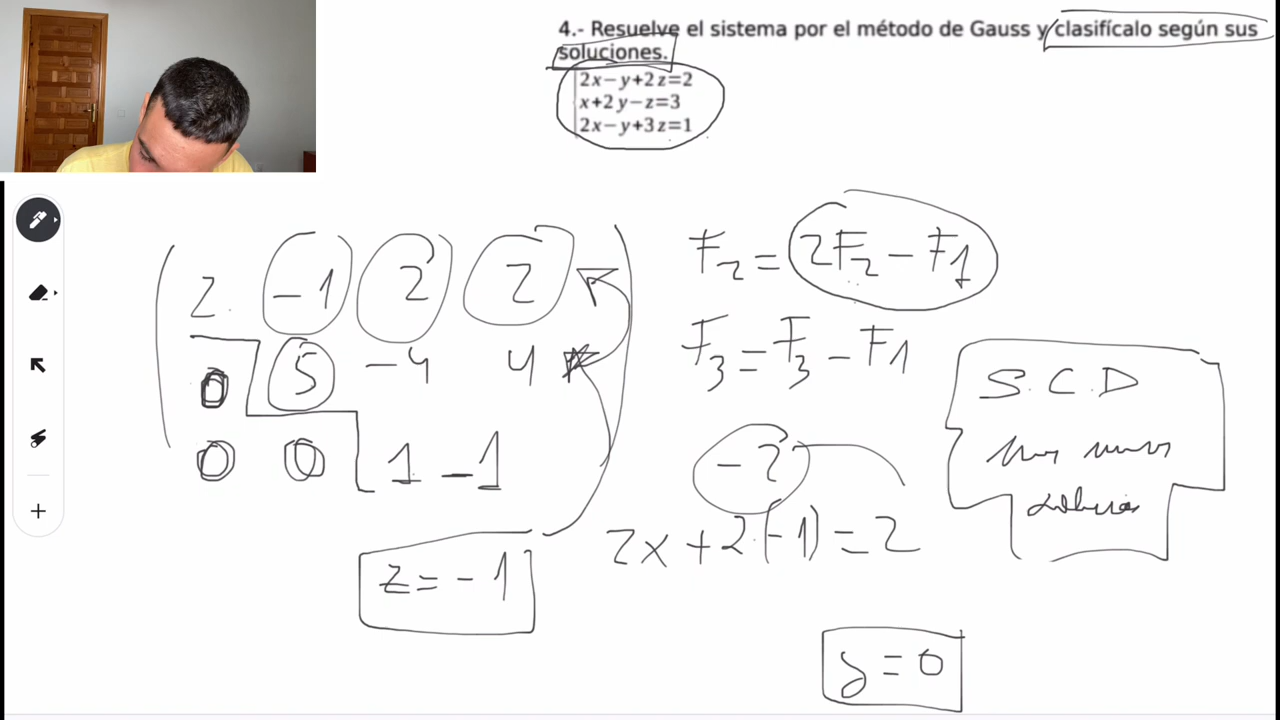 4.- Resuelve el sistema por el método de Gauss y clasifícalo según sus
soluciones.
2x−y+2z=2
x+2y−z=3
2x−y+3z=1
2 -1 2 2
0 5 -4 4
0 0 1 -1
F2 = 2F2 - F1
F3 = F3 - F1
S.C.D
solución
-2
2x + 2·(-1) = 2
z = -1
y = 0